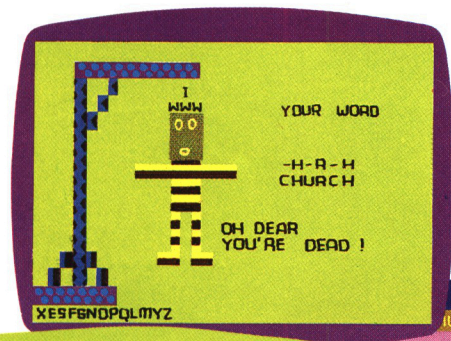 I
WWW
YOUR WORD
-H-R-H
CHURCH
OH DEAR
YOU'RE DEAD !
XESFGNOPQLMYZ